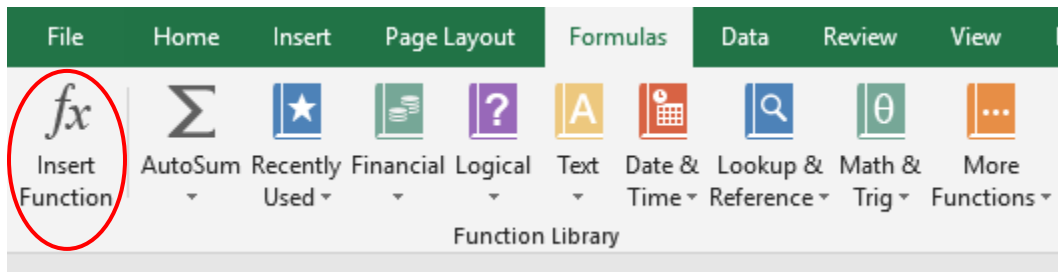 File Home Insert Page Layout Formulas Data Review View
fx Σ ? A θ
Insert AutoSum Recently Financial Logical Text Date & Lookup & Math & More
Function Used Time Reference Trig Functions
Function Library